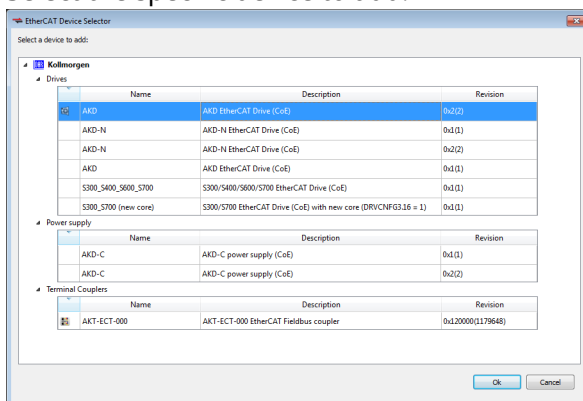 EtherCAT Device Selector
Select a device to add:
Kollmorgen
Drives
Name Description Revision
AKD AKD EtherCAT Drive (CoE) 0x2(2)
AKD-N AKD-N EtherCAT Drive (CoE) 0x1(1)
AKD-N AKD-N EtherCAT Drive (CoE) 0x2(2)
AKD AKD EtherCAT Drive (CoE) 0x1(1)
S300_S400_S600_S700 S300/S400/S600/S700 EtherCAT Drive (CoE) 0x1(1)
S300_S700 (new core) S300/S700 EtherCAT Drive (CoE) with new core (DRVCNFG3.16 = 1) 0x1(1)
Power supply
Name Description Revision
AKD-C AKD-C power supply (CoE) 0x1(1)
AKD-C AKD-C power supply (CoE) 0x2(2)
Terminal Couplers
Name Description Revision
AKT-ECT-000 AKT-ECT-000 EtherCAT Fieldbus coupler 0x120000(1179648)
Ok Cancel